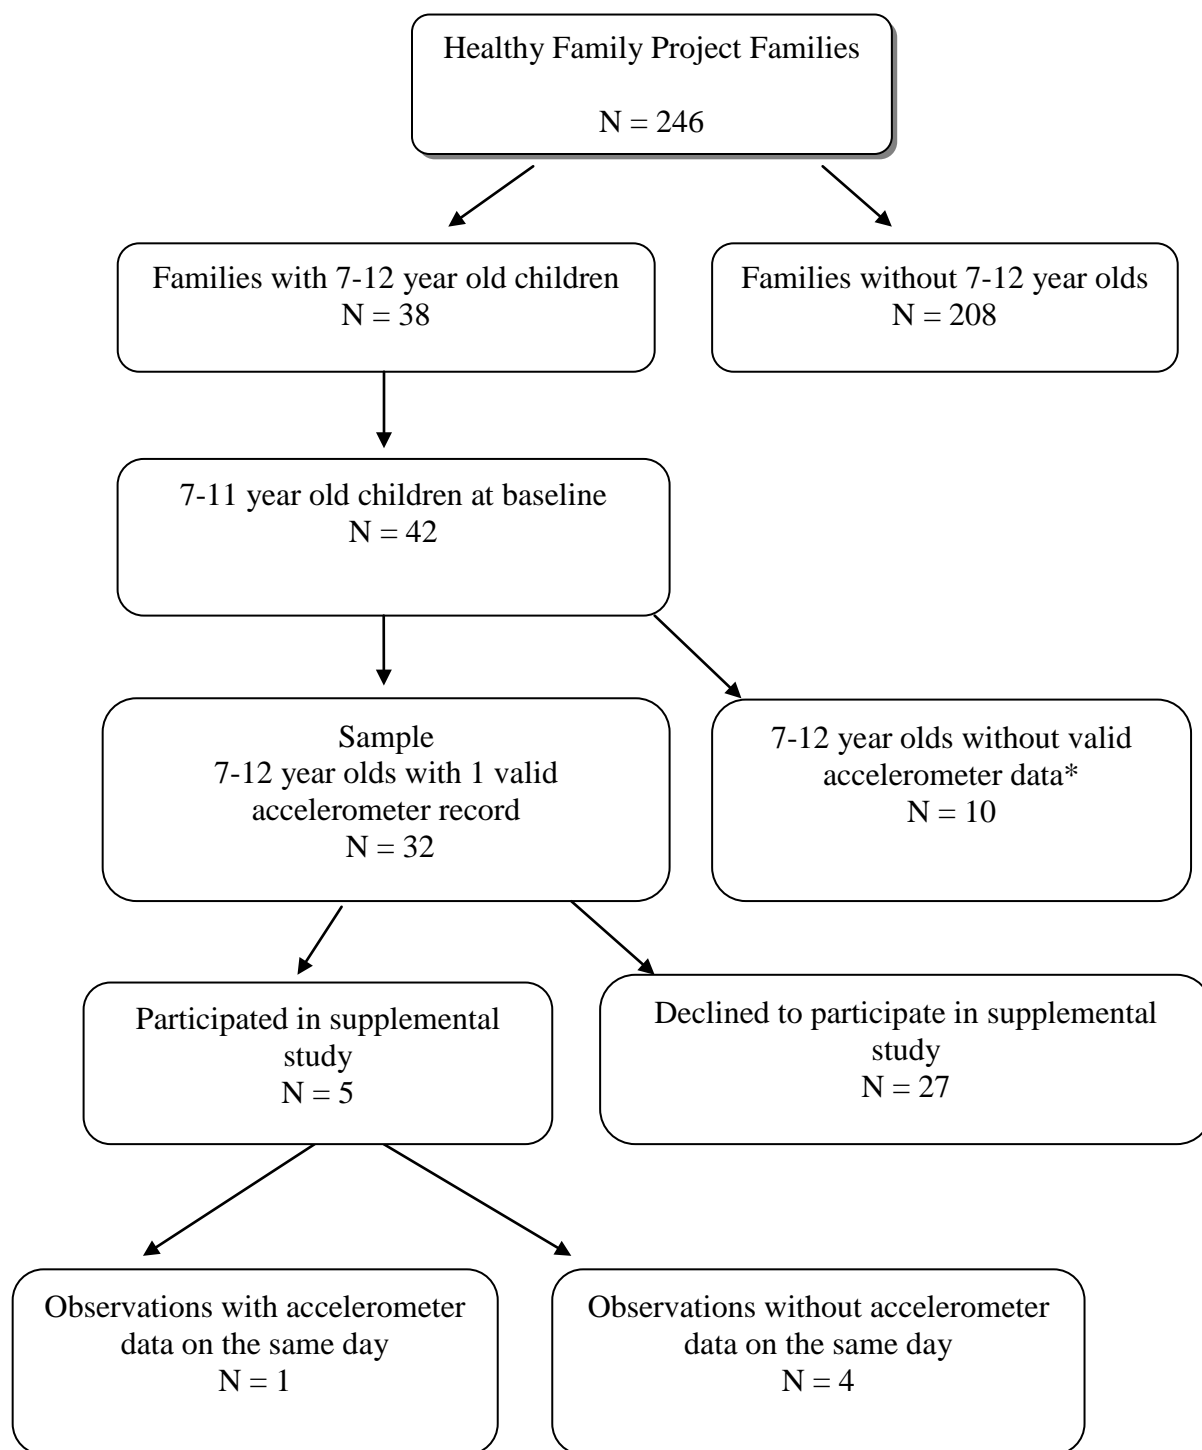 Healthy Family Project Families
N = 246
Families with 7-12 year old children
N = 38
Families without 7-12 year olds
N = 208
7-11 year old children at baseline
N = 42
Sample
7-12 year olds with 1 valid
accelerometer record
N = 32
7-12 year olds without valid
accelerometer data*
N = 10
Participated in supplemental
study
N = 5
Declined to participate in supplemental
study
N = 27
Observations with accelerometer
data on the same day
N = 1
Observations without accelerometer
data on the same day
N = 4